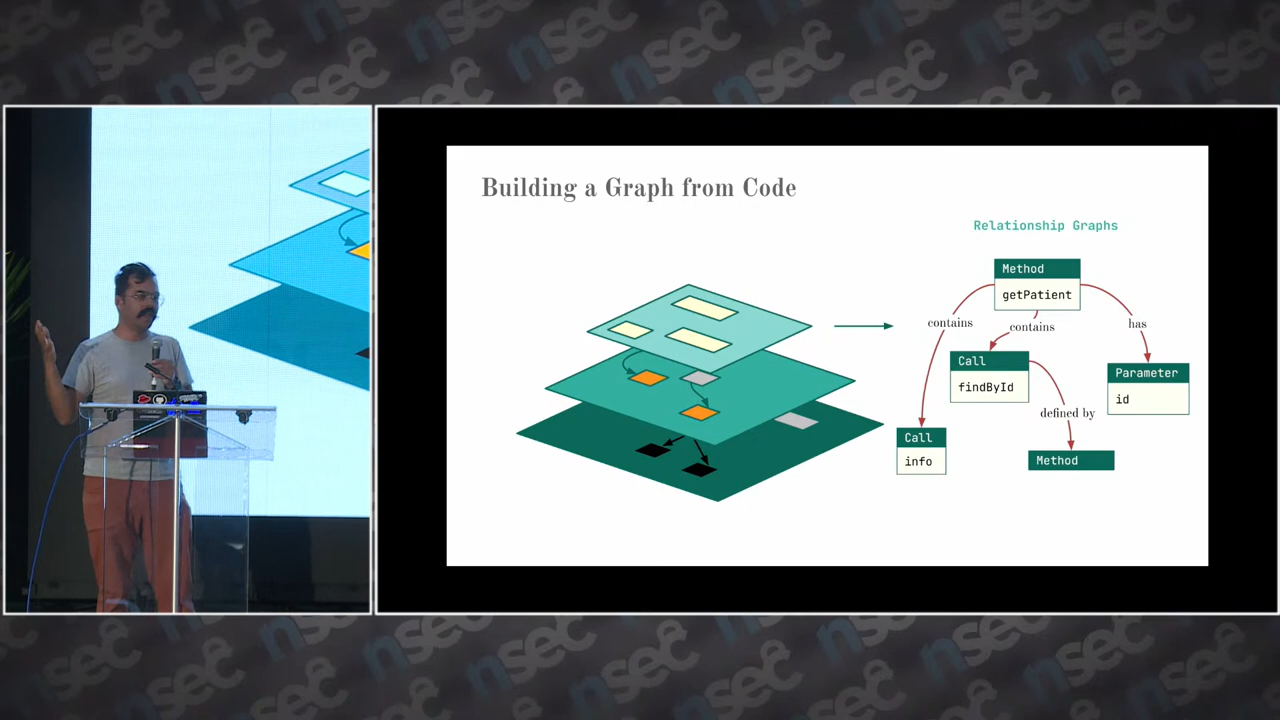 Building a Graph from Code
Relationship Graphs
Method
getPatient
contains
contains
has
Call
findById
Parameter
id
defined by
Call
info
Method
nsec